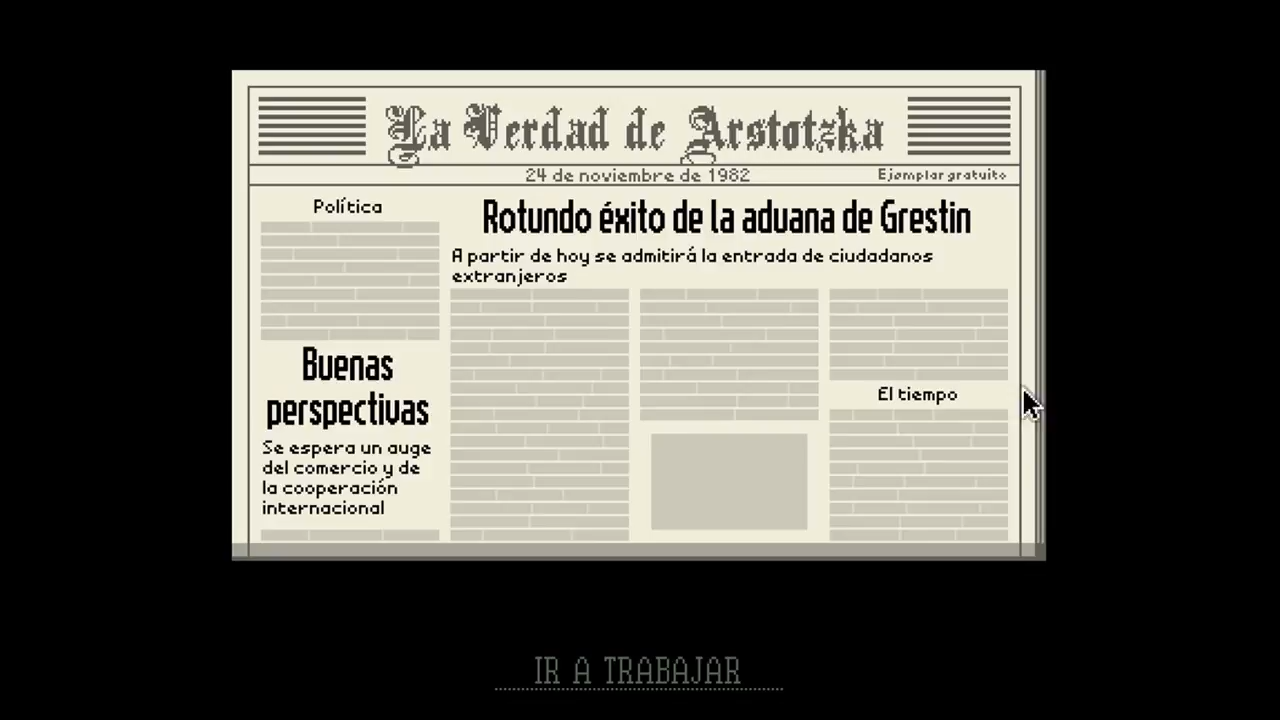 La Verdad de Arstotzka
24 de noviembre de 1982
Ejemplar gratuito
Política
Buenas
perspectivas
Se espera un auge
del comercio y de
la cooperación
internacional
Rotundo éxito de la aduana de Grestin
A partir de hoy se admitirá la entrada de ciudadanos
extranjeros
El tiempo
IR A TRABAJAR